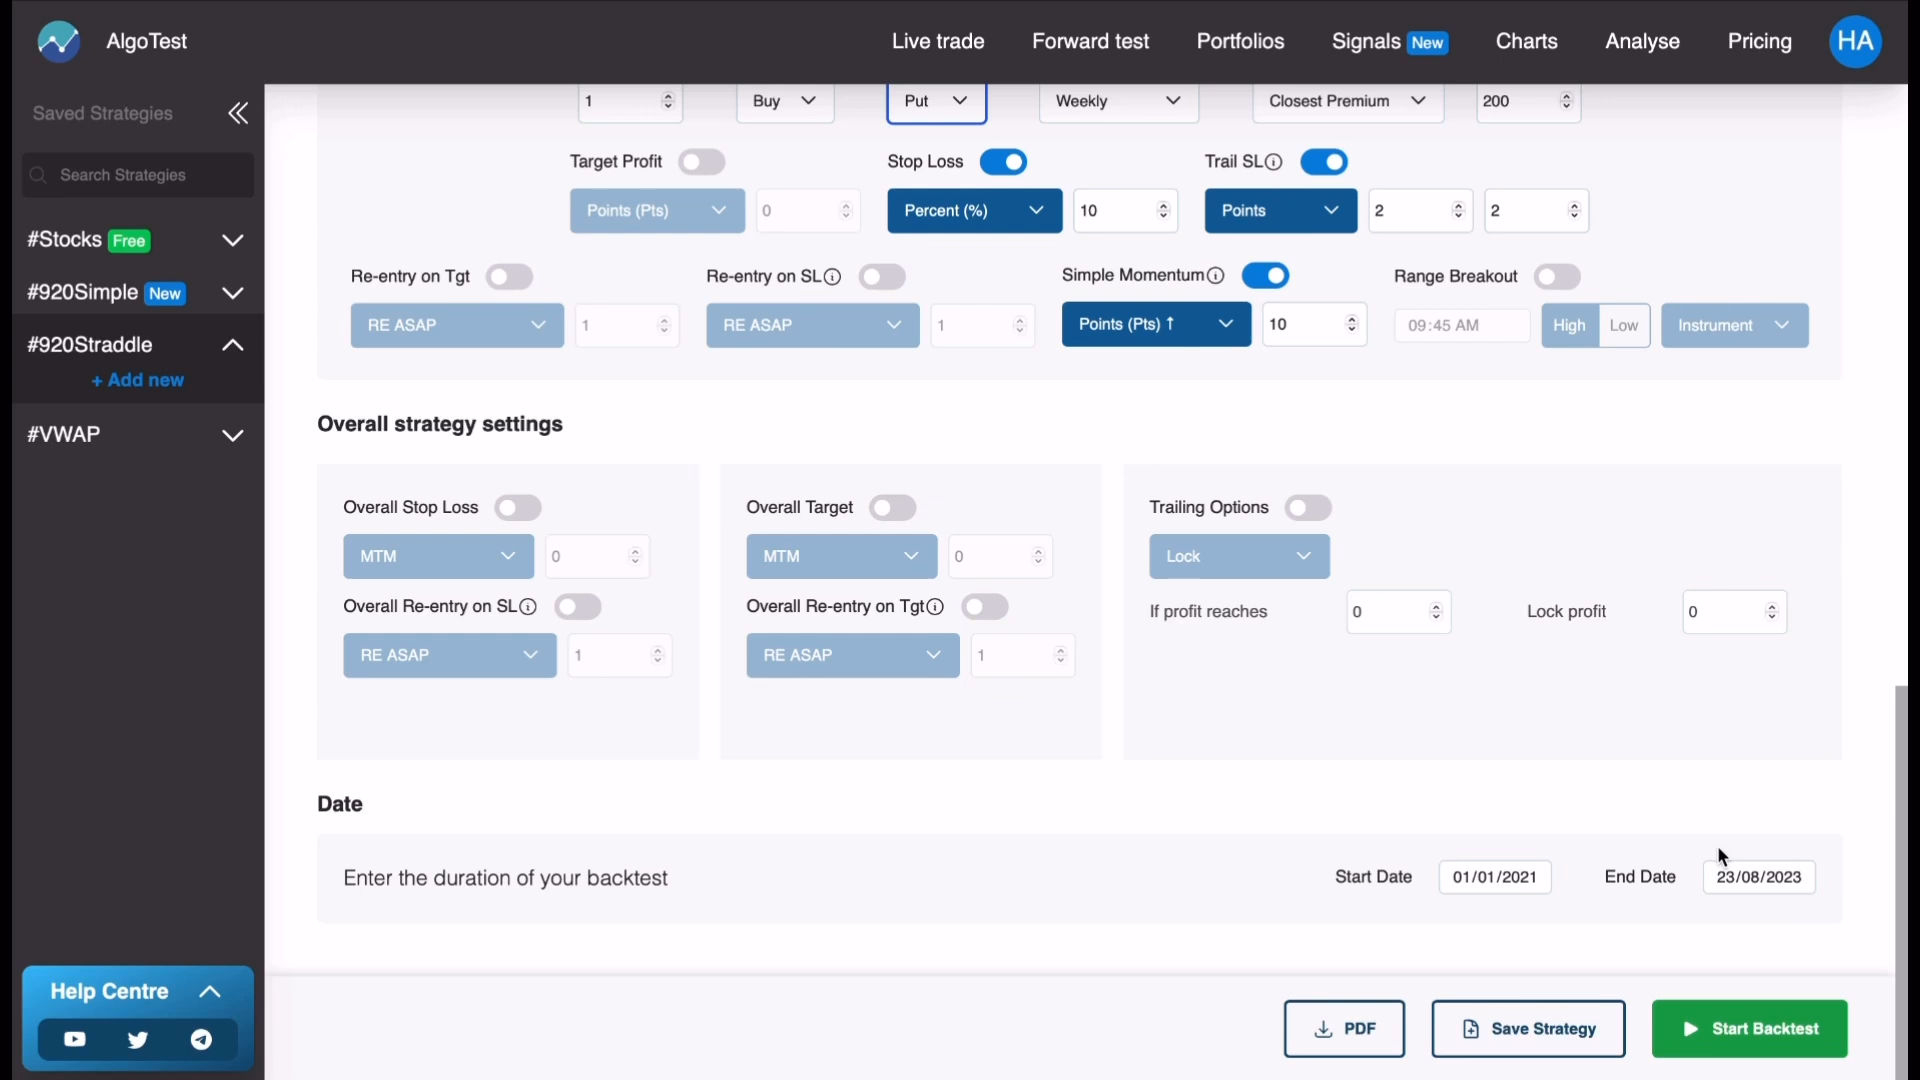 AlgoTest
Live trade
Forward test
Portfolios
Signals New
Charts
Analyse
Pricing
HA
Saved Strategies
Search Strategies
#Stocks Free
#920Simple New
#920Straddle
+ Add new
#VWAP
Help Centre
1
Buy
Put
Weekly
Closest Premium
200
Target Profit
Stop Loss
Trail SL
Points (Pts)
0
Percent (%)
10
Points
2
2
Re-entry on Tgt
Re-entry on SL
Simple Momentum
Range Breakout
RE ASAP
1
RE ASAP
1
Points (Pts) ↑
10
09:45 AM
High
Low
Instrument
Overall strategy settings
Overall Stop Loss
MTM
0
Overall Re-entry on SL
RE ASAP
1
Overall Target
MTM
0
Overall Re-entry on Tgt
RE ASAP
1
Trailing Options
Lock
If profit reaches
0
Lock profit
0
Date
Enter the duration of your backtest
Start Date
01/01/2021
End Date
23/08/2023
PDF
Save Strategy
Start Backtest